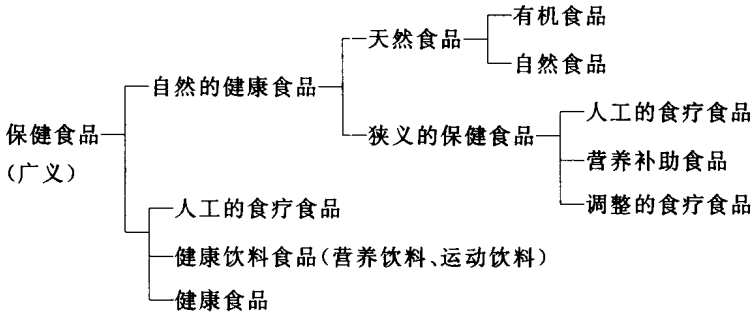 有机食品
天然食品
自然食品
自然的健康食品
人工的食疗食品
保健食品
狭义的保健食品
营养补助食品
(广义)
调整的食疗食品
人工的食疗食品
健康饮料食品(营养饮料、运动饮料)
健康食品